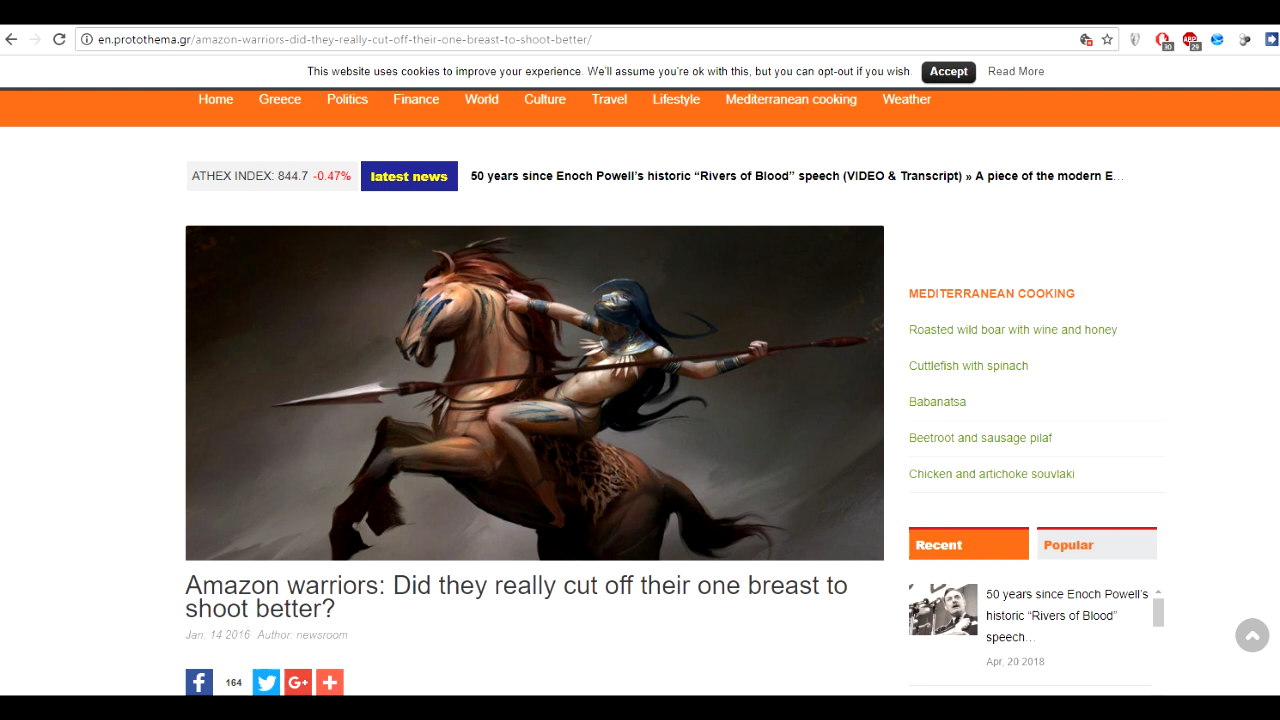 en.protothema.gr/amazon-warriors-did-they-really-cut-off-their-one-breast-to-shoot-better/
30
ABP
29
This website uses cookies to improve your experience. We'll assume you're ok with this, but you can opt-out if you wish. Accept Read More
Home Greece Politics Finance World Culture Travel Lifestyle Mediterranean cooking Weather
ATHEX INDEX: 844.7 -0.47% latest news 50 years since Enoch Powell's historic “Rivers of Blood” speech (VIDEO & Transcript) » A piece of the modern E...
MEDITERRANEAN COOKING
Roasted wild boar with wine and honey
Cuttlefish with spinach
Babanatsa
Beetroot and sausage pilaf
Chicken and artichoke souvlaki
Recent Popular
Amazon warriors: Did they really cut off their one breast to
shoot better?
Jan. 14 2016 Author: newsroom
164
G+
50 years since Enoch Powell's
historic “Rivers of Blood”
speech...
Apr, 20 2018